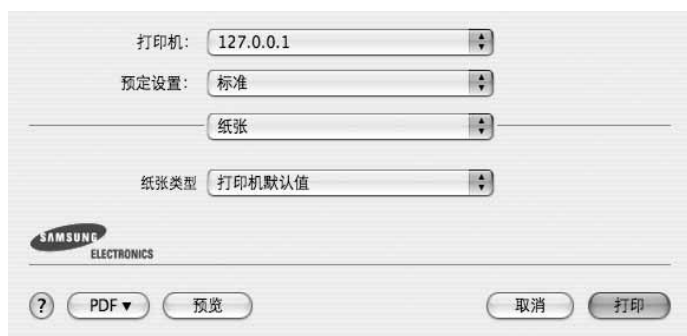 打印机： 127.0.0.1
预定设置： 标准
纸张
纸张类型 打印机默认值
SAMSUNG
ELECTRONICS
? PDF▼ 预览 取消 打印